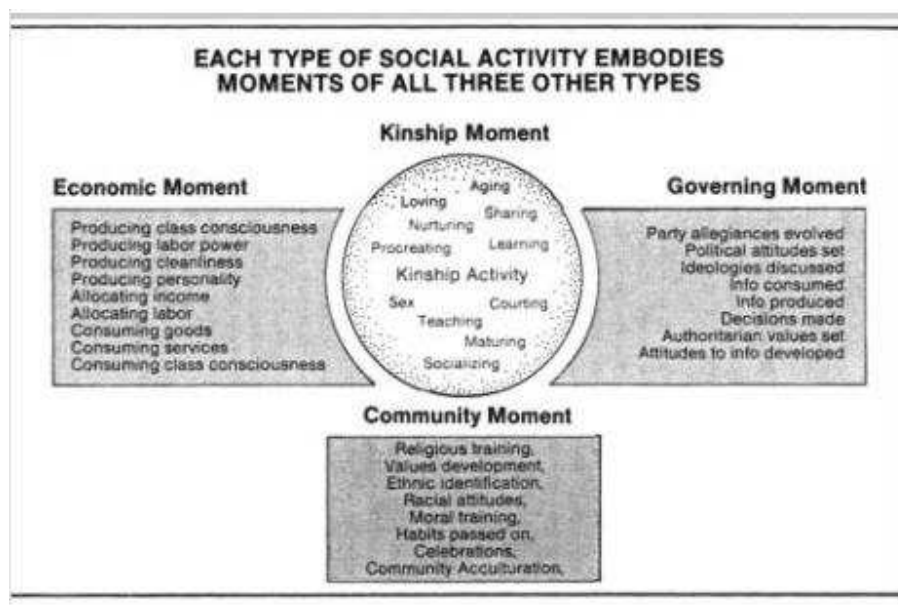 EACH TYPE OF SOCIAL ACTIVITY EMBODIES
MOMENTS OF ALL THREE OTHER TYPES
Kinship Moment
Aging
Loving
Sharing
Nurturing
Procreating
Learning
Kinship Activity
Sex
Courting
Teaching
Maturing
Socializing
Economic Moment
Producing class consciousness
Producing labor power
Producing cleanliness
Producing personality
Allocating income
Allocating labor
Consuming goods
Consuming services
Consuming class consciousness
Governing Moment
Party allegiances evolved
Political attitudes set
Ideologies discussed
Info consumed
Info produced
Decisions made
Authoritarian values set
Attitudes to info developed
Community Moment
Religious training,
Values development,
Ethnic identification,
Racial attitudes,
Moral training,
Habits passed on,
Celebrations,
Community Acculturation,